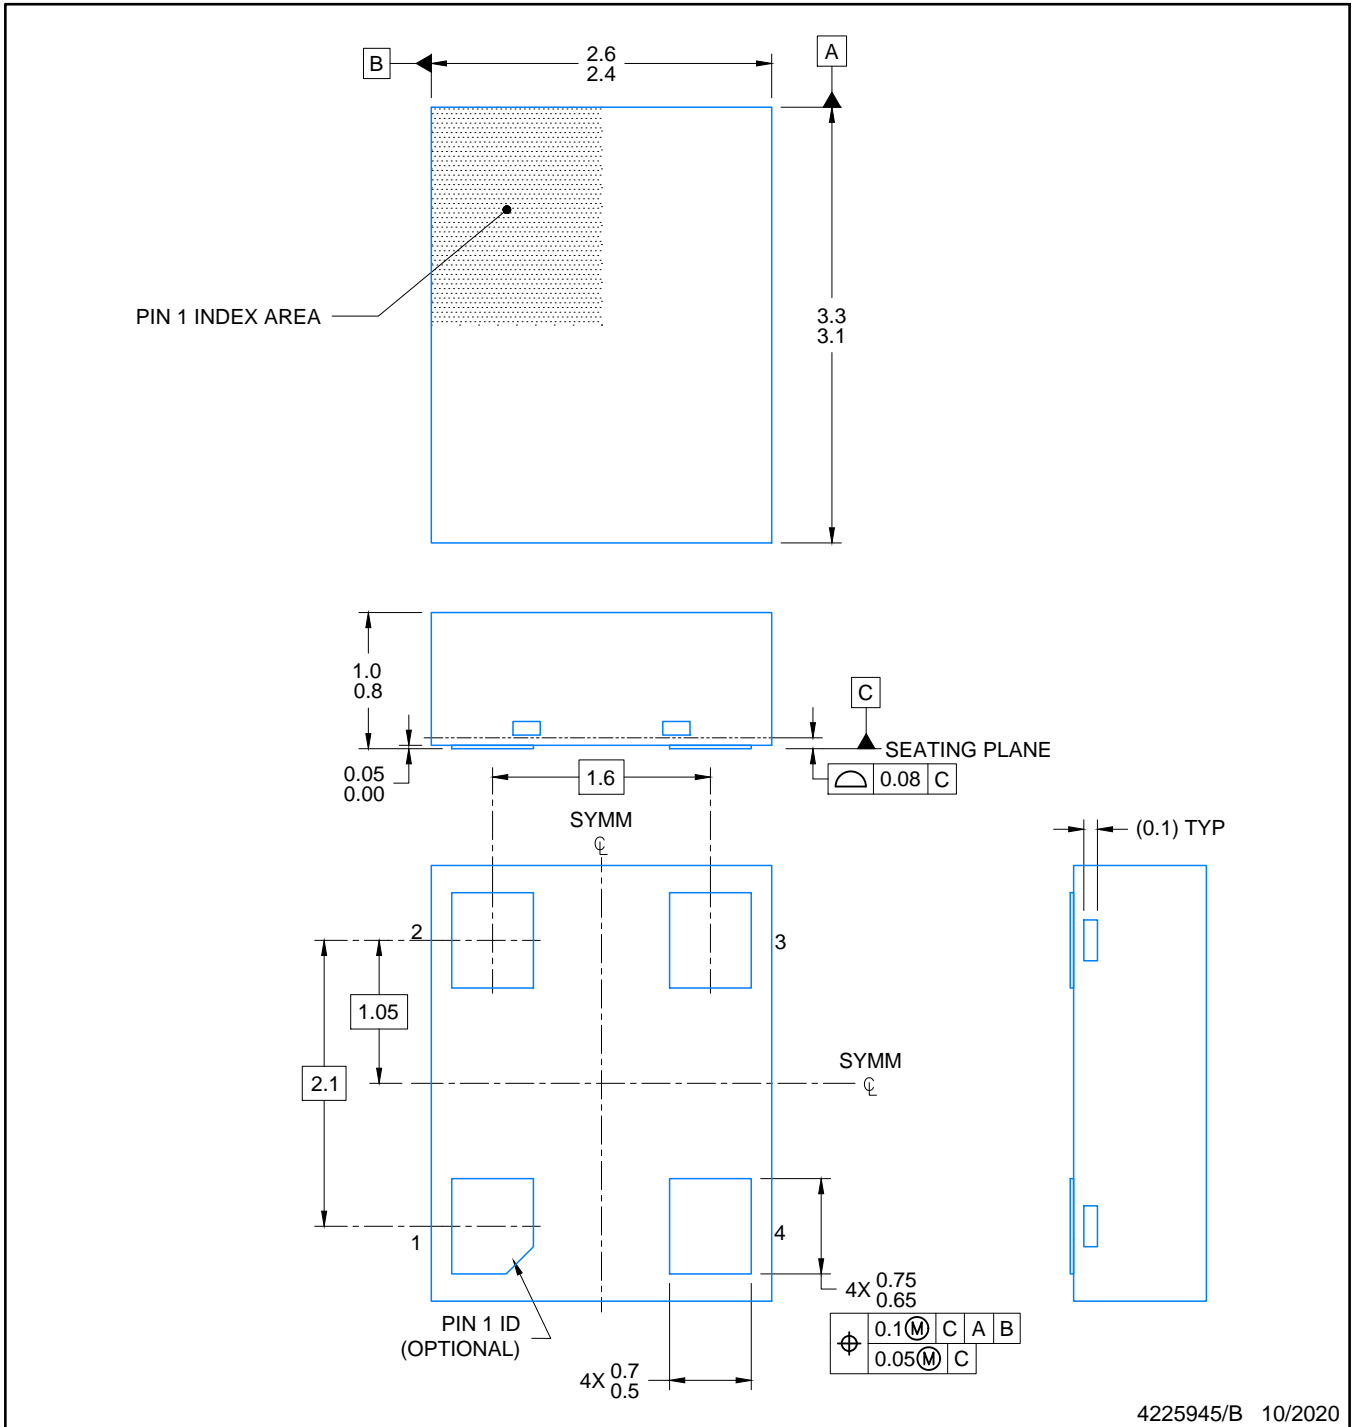 B
2.6
2.4
A
PIN 1 INDEX AREA
3.3
3.1
1.0
0.8
C
SEATING PLANE
0.05
0.00
1.6
0.08 C
SYMM
℄
(0.1) TYP
2
3
1.05
SYMM
℄
2.1
1
4
4X 0.75
0.65
PIN 1 ID
(OPTIONAL)
0.1 Ⓜ C A B
0.05 Ⓜ C
4X 0.7
0.5
4225945/B 10/2020